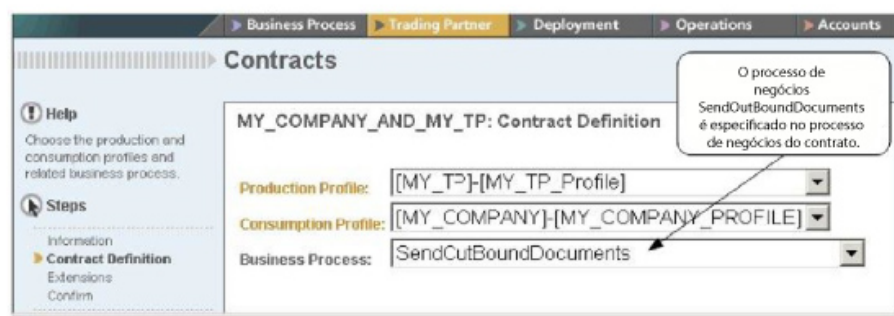 Business Process
Trading Partner
Deployment
Operations
Accounts
Contracts
O processo de
negócios
SendOutBoundDocuments
é especificado no processo
de negócios do contrato.
Help
Choose the production and
consumption profiles and
related business process.
Steps
Information
Contract Definition
Extensions
Confirm
MY_COMPANY_AND_MY_TP: Contract Definition
Production Profile: [MY_TP]-[MY_TP_Profile]
Consumption Profile: [MY_COMPANY]-[MY_COMPANY_PROFILE]
Business Process: SendCutBoundDocuments